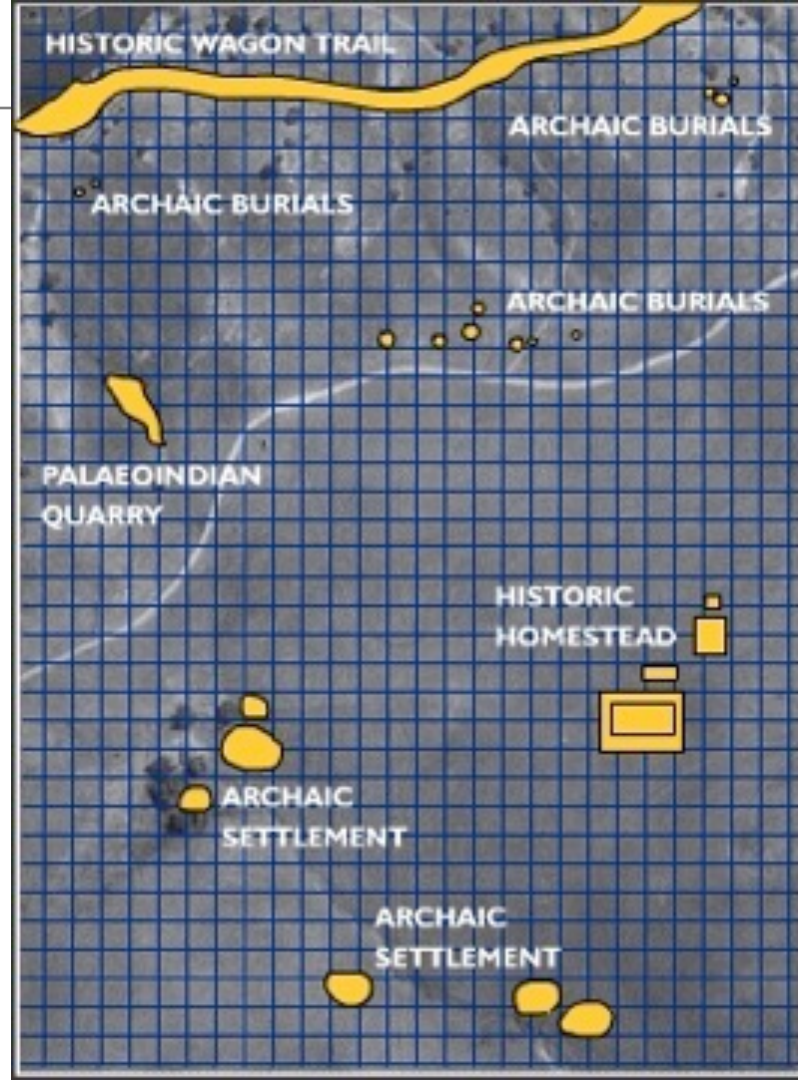 HISTORIC WAGON TRAIL
ARCHAIC BURIALS
ARCHAIC BURIALS
ARCHAIC BURIALS
PALAEOINDIAN
QUARRY
HISTORIC
HOMESTEAD
ARCHAIC
SETTLEMENT
ARCHAIC
SETTLEMENT